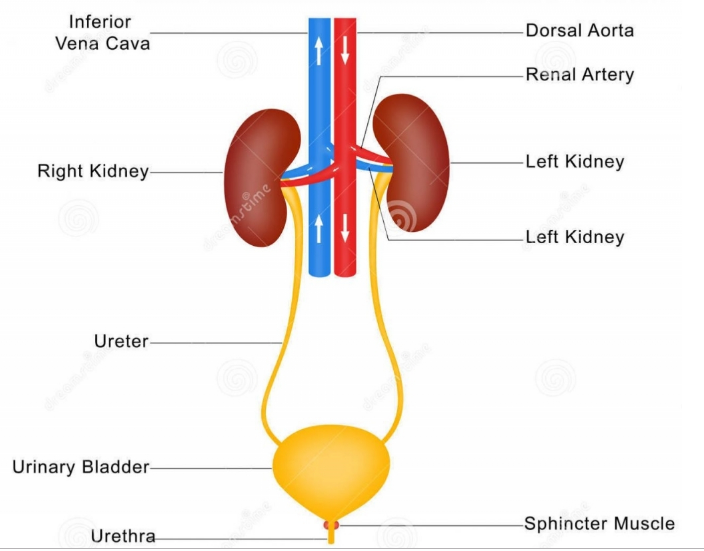 Inferior
Vena Cava
Dorsal Aorta
Renal Artery
Right Kidney
Left Kidney
Left Kidney
Ureter
Urinary Bladder
Sphincter Muscle
Urethra
dreamstime